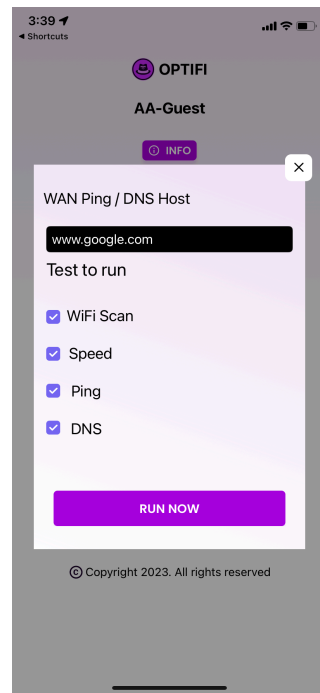 3:39
◀ Shortcuts
OPTIFI
AA-Guest
INFO
WAN Ping / DNS Host
www.google.com
Test to run
WiFi Scan
Speed
Ping
DNS
RUN NOW
© Copyright 2023. All rights reserved